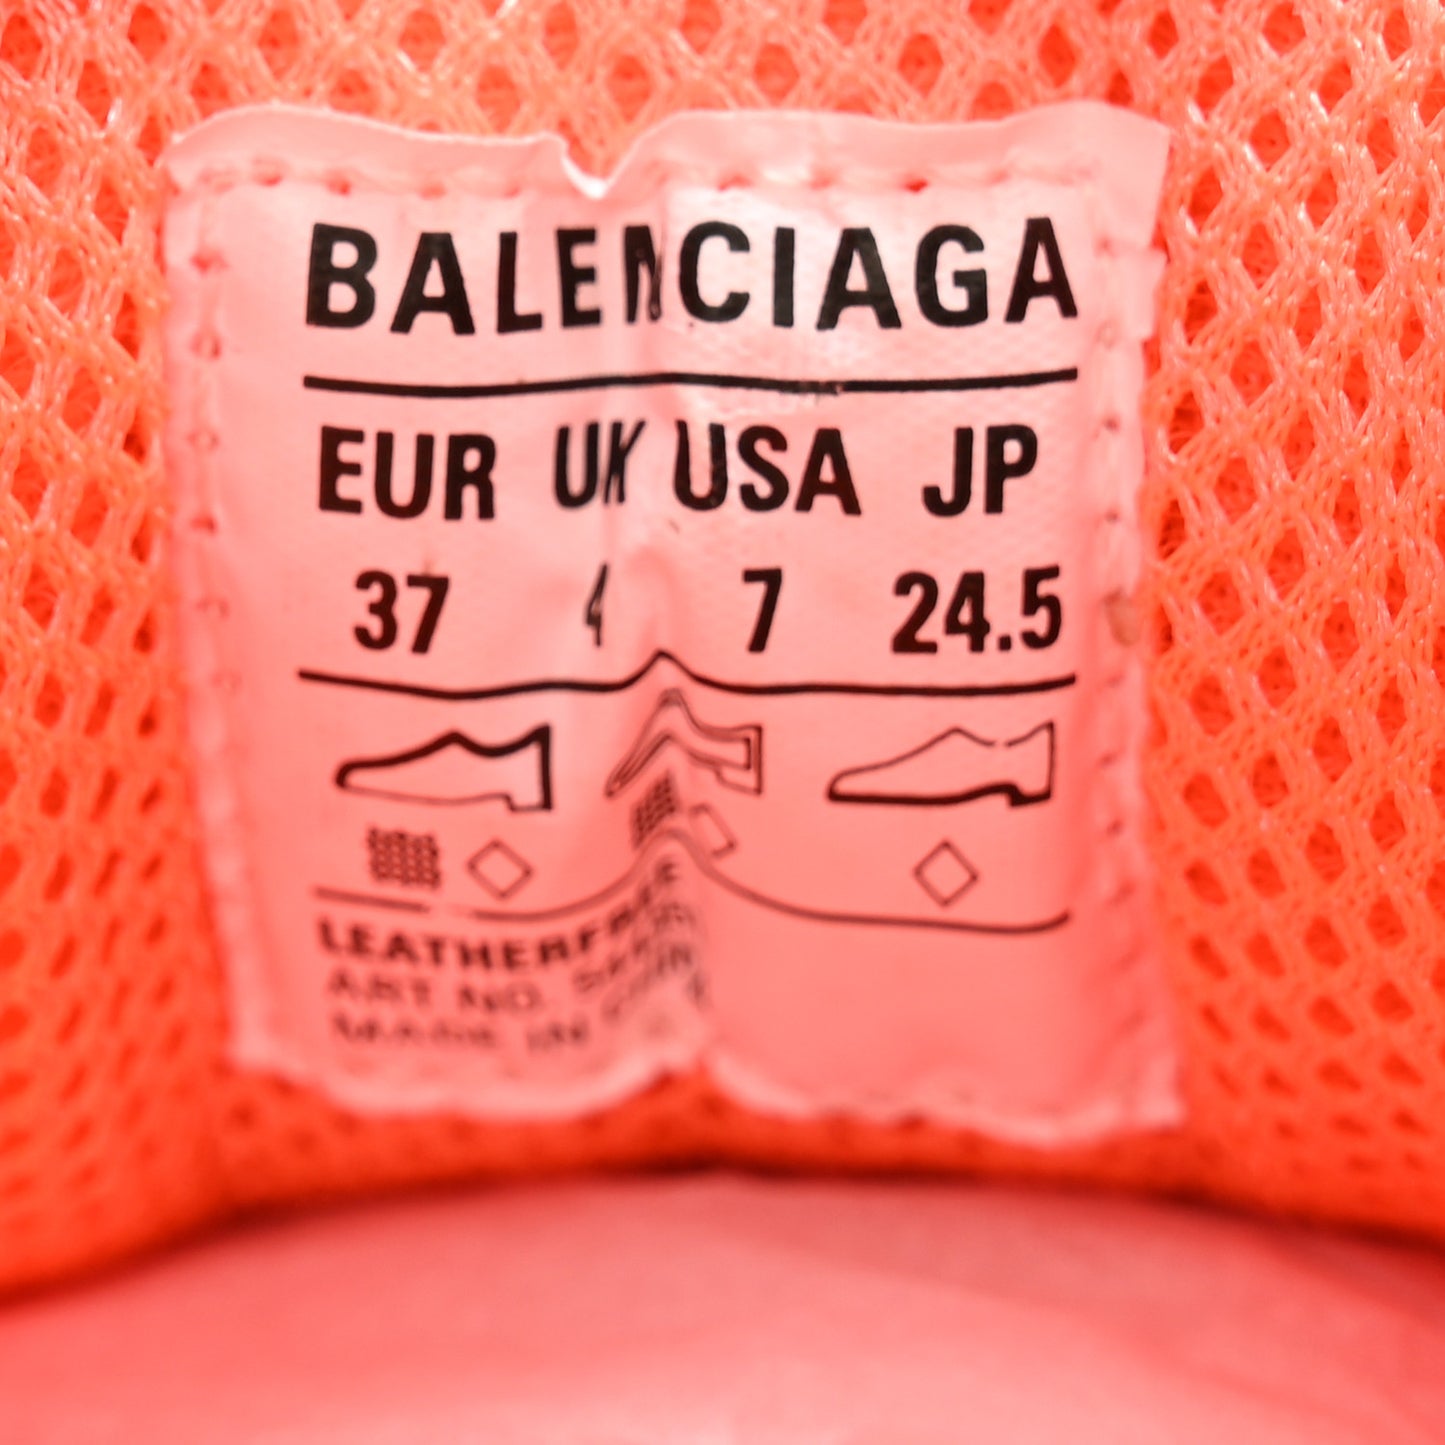 BALENCIAGA
EUR UK USA JP
37 4 7 24.5
LEATHERFREE
ART NO.
MADE IN